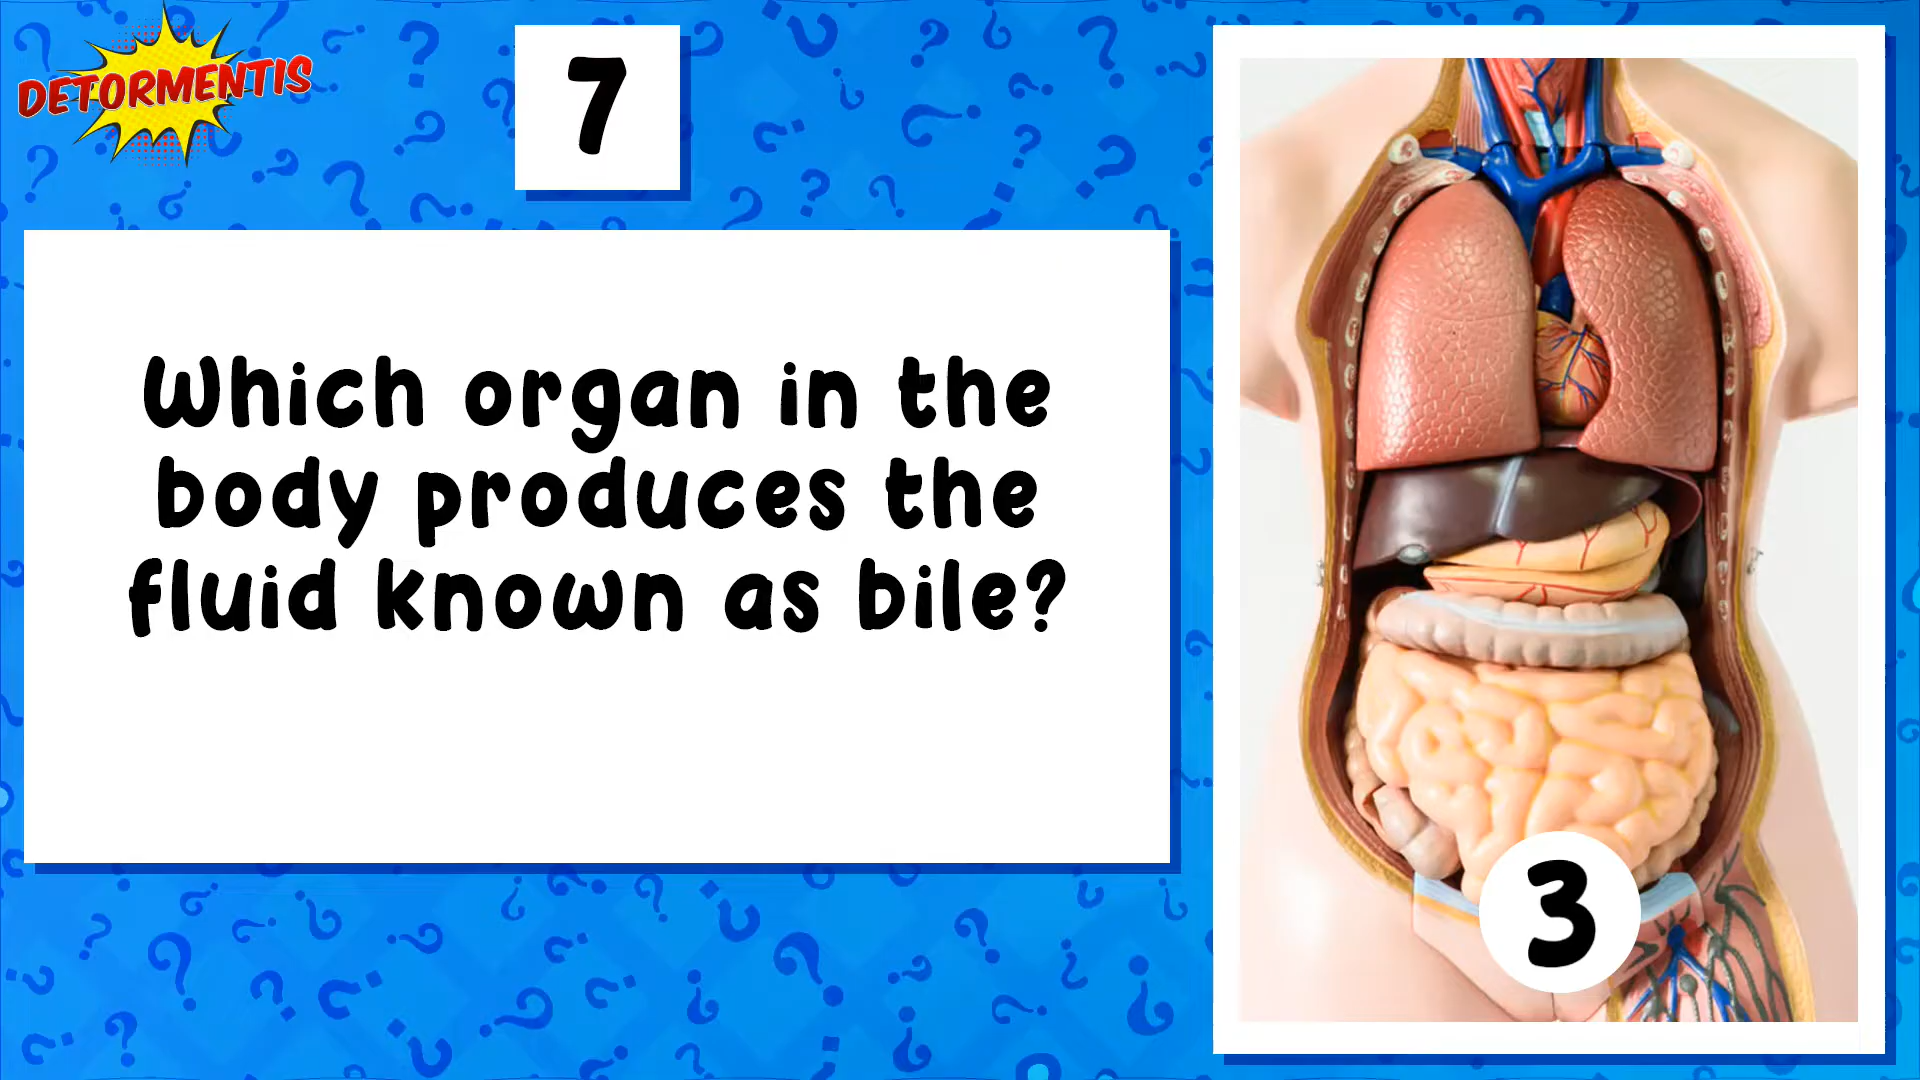 DETORMENTIS
7
Which organ in the
body produces the
fluid known as bile?
3